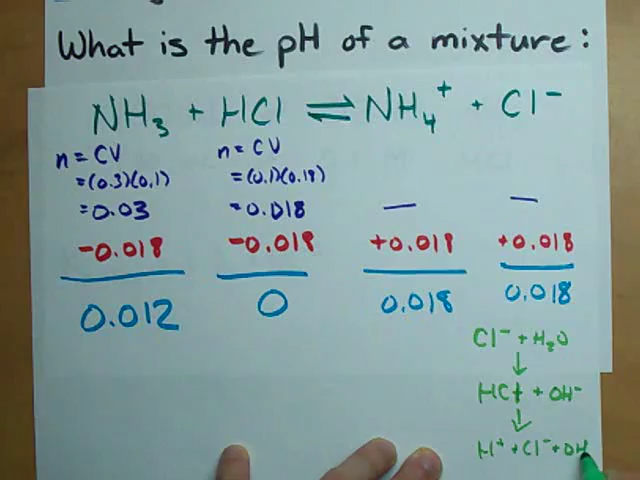 What is the pH of a mixture:
NH₃ + HCl ⇌ NH₄⁺ + Cl⁻
n = CV n = CV
=(0.3)(0.1) =(0.1)(0.18)
=0.03 =0.018 — —
-0.018 -0.018 +0.018 +0.018
0.012 0 0.018 0.018
Cl⁻ + H₂O
↓
HCl + OH⁻
↓
H⁺ + Cl⁻ + OH